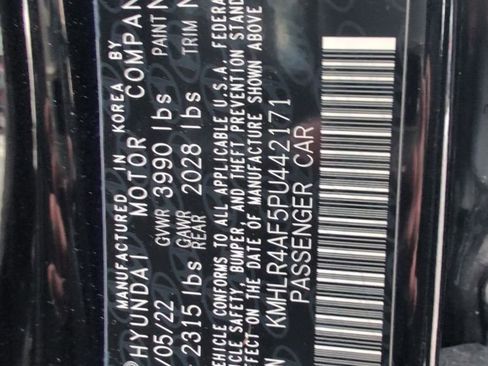 MANUFACTURED IN KOREA BY
HYUNDAI MOTOR COMPAN
/05/22 GVWR 3990 lbs PAINT
2315 lbs GAWR REAR 2028 lbs TRIM
VEHICLE CONFORMS TO ALL APPLICABLE U.S.A. FEDERA
ICLE SAFETY, BUMPER, AND THEFT PREVENTION STAN
EFFECT ON THE DATE OF MANUFACTURE SHOWN ABOVE
KMHLR4AF5PU442171
PASSENGER CAR